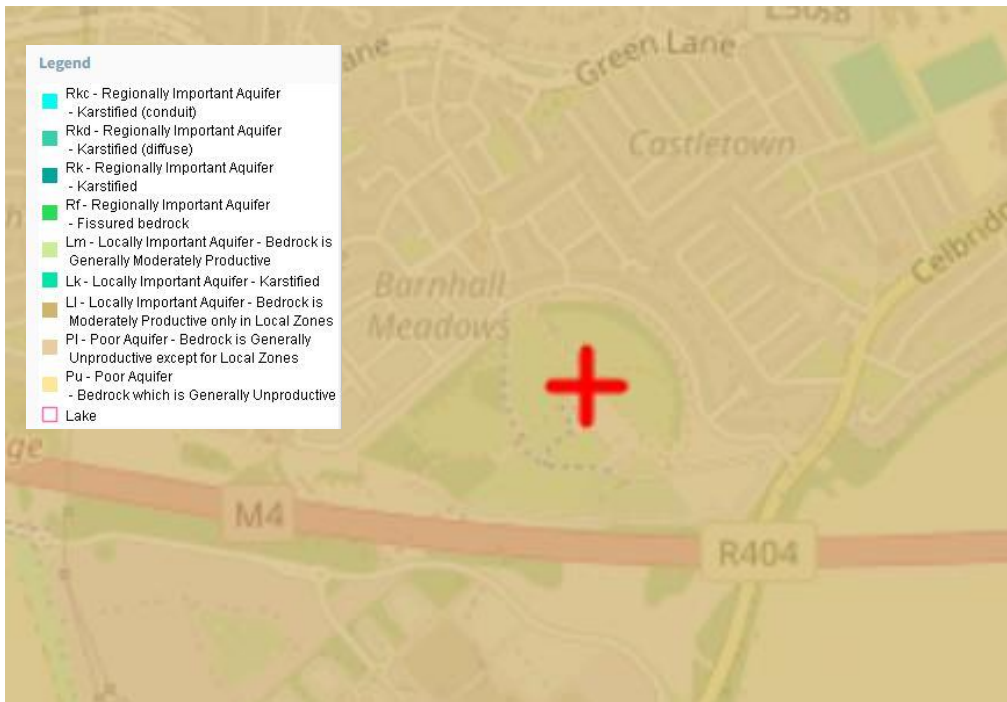 Legend
Rkc - Regionally Important Aquifer
- Karstified (conduit)
Rkd - Regionally Important Aquifer
- Karstified (diffuse)
Rk - Regionally Important Aquifer
- Karstified
Rf - Regionally Important Aquifer
- Fissured bedrock
Lm - Locally Important Aquifer - Bedrock is
Generally Moderately Productive
Lk - Locally Important Aquifer - Karstified
Ll - Locally Important Aquifer - Bedrock is
Moderately Productive only in Local Zones
Pl - Poor Aquifer - Bedrock is Generally
Unproductive except for Local Zones
Pu - Poor Aquifer
- Bedrock which is Generally Unproductive
Lake
ane
Green Lane
Castletown
Celbridg
Barnhall
Meadows
ge
M4
R404